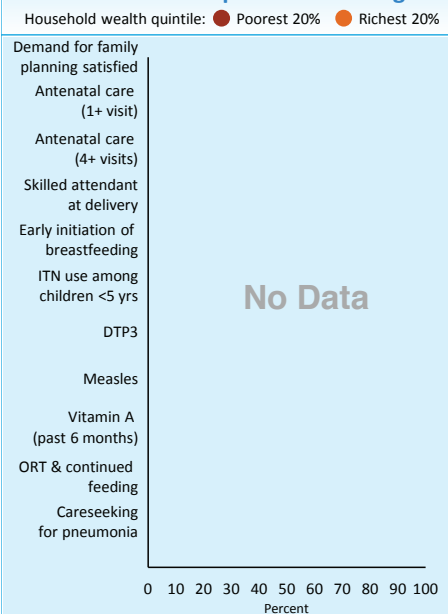 Household wealth quintile: Poorest 20% Richest 20%
Demand for family
planning satisfied
Antenatal care
(1+ visit)
Antenatal care
(4+ visits)
Skilled attendant
at delivery
Early initiation of
breastfeeding
ITN use among
children <5 yrs
No Data
DTP3
Measles
Vitamin A
(past 6 months)
ORT & continued
feeding
Careseeking
for pneumonia
0 10 20 30 40 50 60 70 80 90 100
Percent